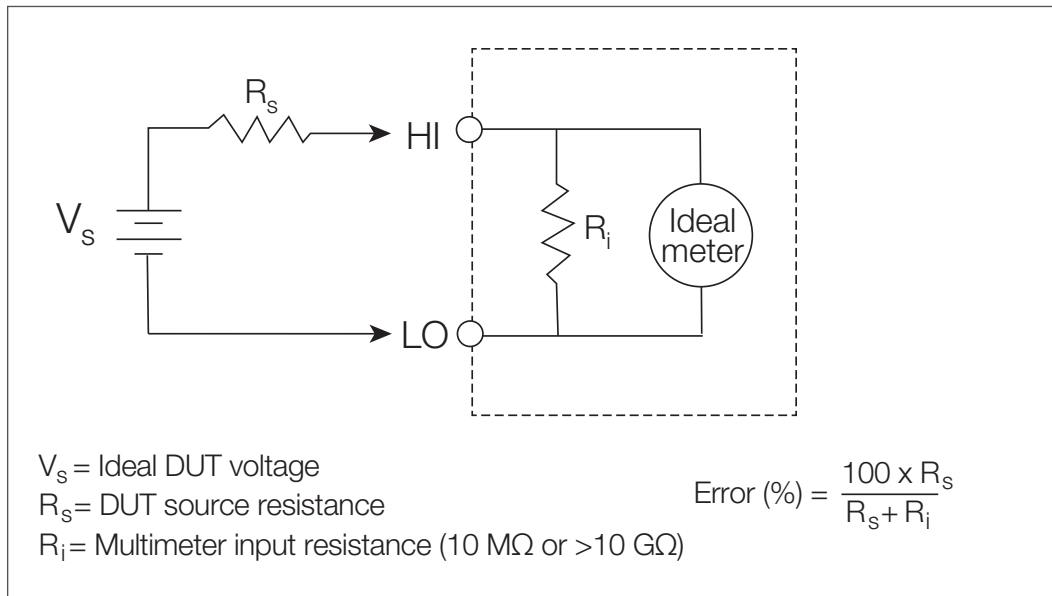 Rs
HI
Vs
Ri
Ideal
meter
LO
Vs = Ideal DUT voltage
Rs = DUT source resistance
Ri = Multimeter input resistance (10 MΩ or >10 GΩ)
Error (%) = 100 x Rs
Rs + Ri